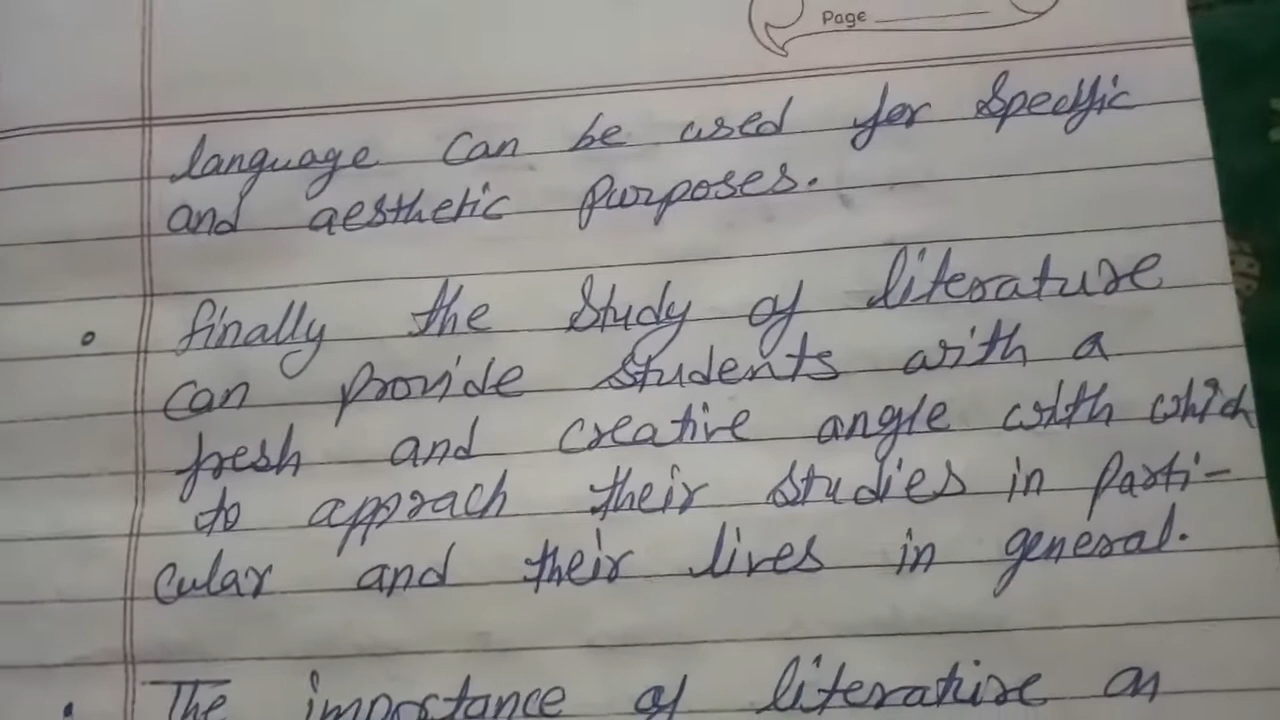 Page
language can be used for specific
and aesthetic purposes.
finally the study of literature
can provide students with a
fresh and creative angle with which
to apprach their studies in parti-
cular and their lives in general.
The importance of literature on